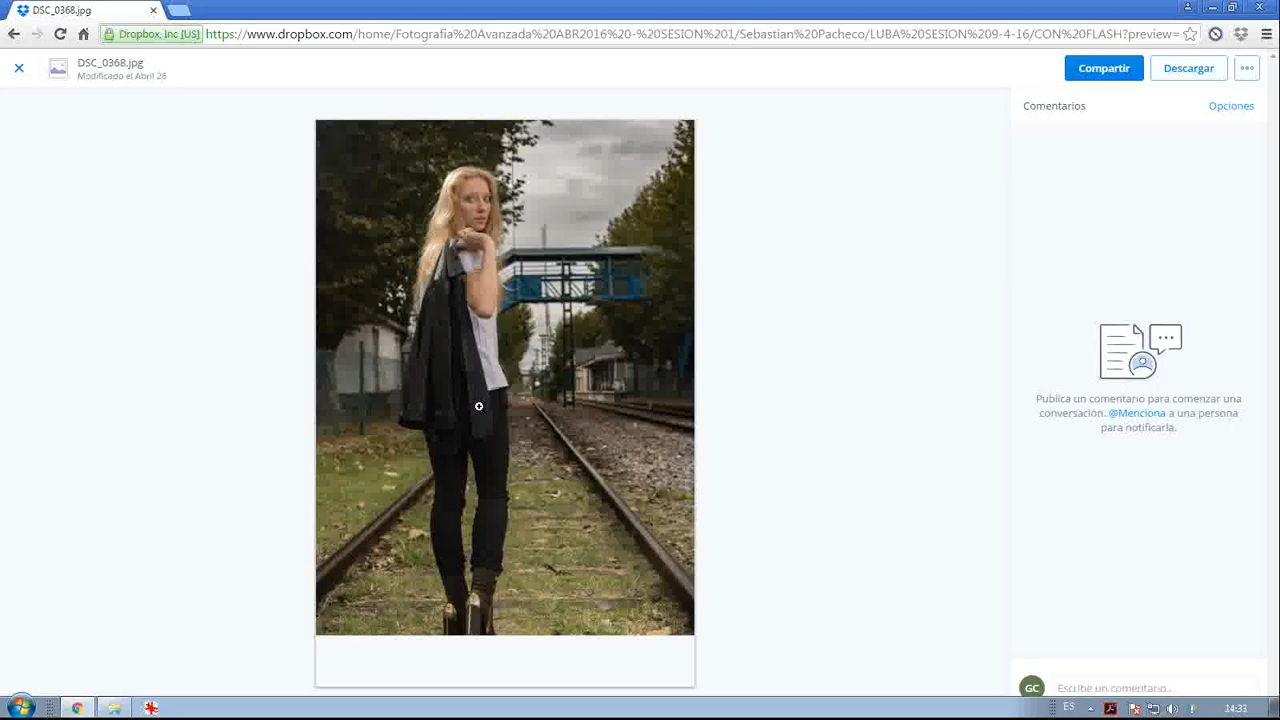 DSC_0368.jpg
Dropbox, Inc [US]
https://www.dropbox.com/home/Fotografia%20Avanzada%20ABR2016%20-%20SESION%201/Sebastian%20Pacheco/LUBA%20SESION%209-4-16/CON%20FLASH?preview=
DSC_0368.jpg
Modificado el Abril 26
Compartir
Descargar
Comentarios
Opciones
Publica un comentario para comenzar una
conversación. @Menciona a una persona
para notificarla.
GC
Escribe un comentario..
ES
14:33